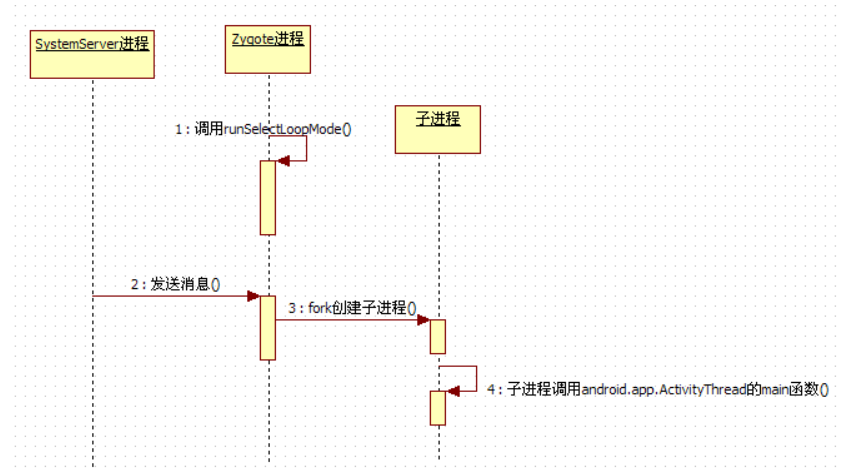 SystemServer进程
Zygote进程
子进程
1 : 调用runSelectLoopMode()
2 : 发送消息()
3 : fork创建子进程()
4 : 子进程调用android.app.ActivityThread的main函数()